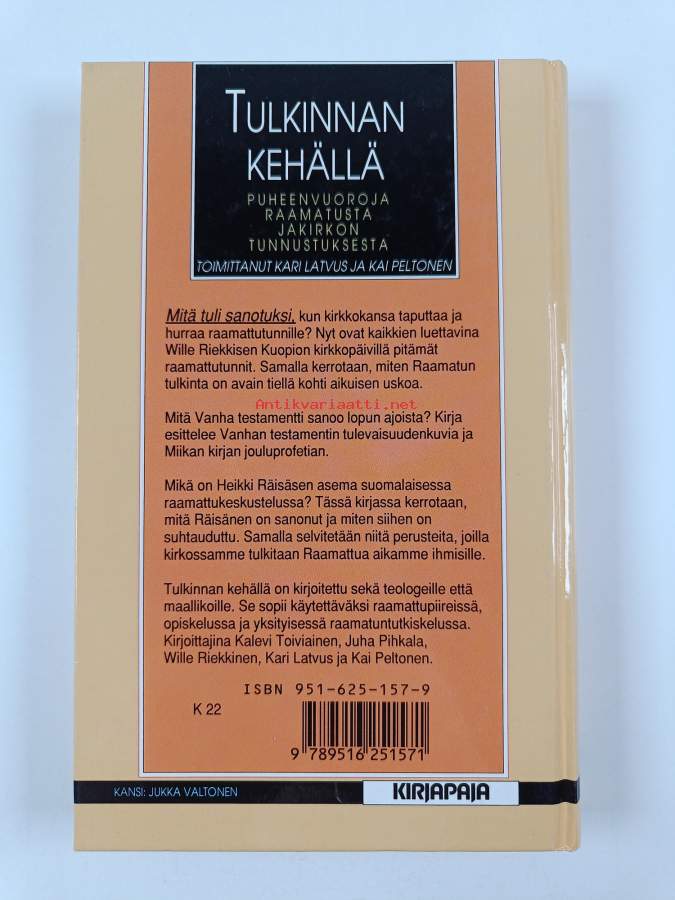 TULKINNAN
KEHÄLLÄ
PUHEENVUOROJA
RAAMATUSTA
JAKIRKON
TUNNUSTUKSESTA
TOIMITTANUT KARI LATVUS JA KAI PELTONEN
Mitä tuli sanotuksi, kun kirkkokansa taputtaa ja
hurraa raamattutunnille? Nyt ovat kaikkien luettavina
Wille Riekkisen Kuopion kirkkopäivillä pitämät
raamattutunnit. Samalla kerrotaan, miten Raamatun
tulkinta on avain tiellä kohti aikuisen uskoa.
Antikvariaatti.net
Mitä Vanha testamentti sanoo lopun ajoista? Kirja
esittelee Vanhan testamentin tulevaisuudenkuvia ja
Miikan kirjan jouluprofetian.
Mikä on Heikki Räisäsen asema suomalaisessa
raamattukeskustelussa? Tässä kirjassa kerrotaan,
mitä Räisänen on sanonut ja miten siihen on
suhtauduttu. Samalla selvitetään niitä perusteita, joilla
kirkossamme tulkitaan Raamattua aikamme ihmisille.
Tulkinnan kehällä on kirjoitettu sekä teologeille että
maallikoille. Se sopii käytettäväksi raamattupiireissä,
opiskelussa ja yksityisessä raamatuntutkiskelussa.
Kirjoittajina Kalevi Toiviainen, Juha Pihkala,
Wille Riekkinen, Kari Latvus ja Kai Peltonen.
ISBN 951-625-157-9
K 22
9 789516 251571
KANSI: JUKKA VALTONEN
KIRJAPAJA